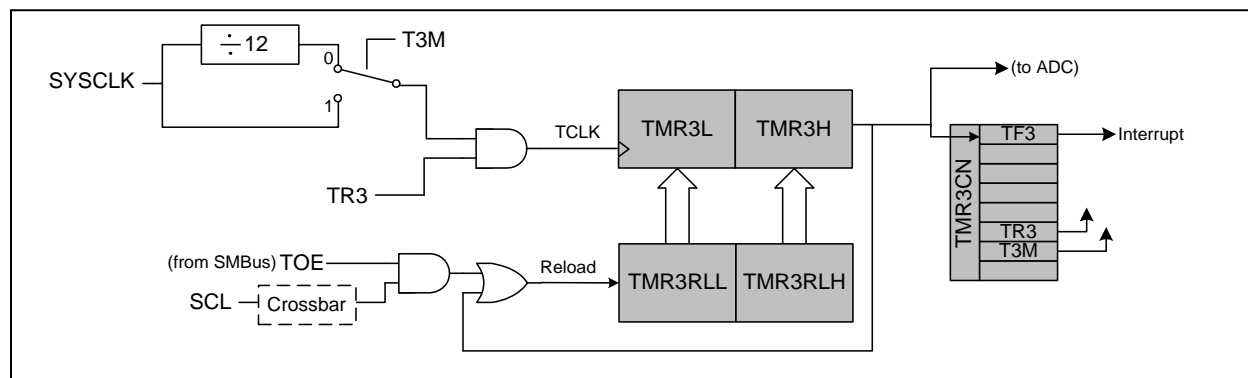 ÷ 12
T3M
0
SYSCLK
1
(to ADC)
TCLK
TMR3L
TMR3H
TF3
Interrupt
TR3
TMR3CN
TR3
T3M
(from SMBus) TOE
Reload
TMR3RLL
TMR3RLH
SCL
Crossbar